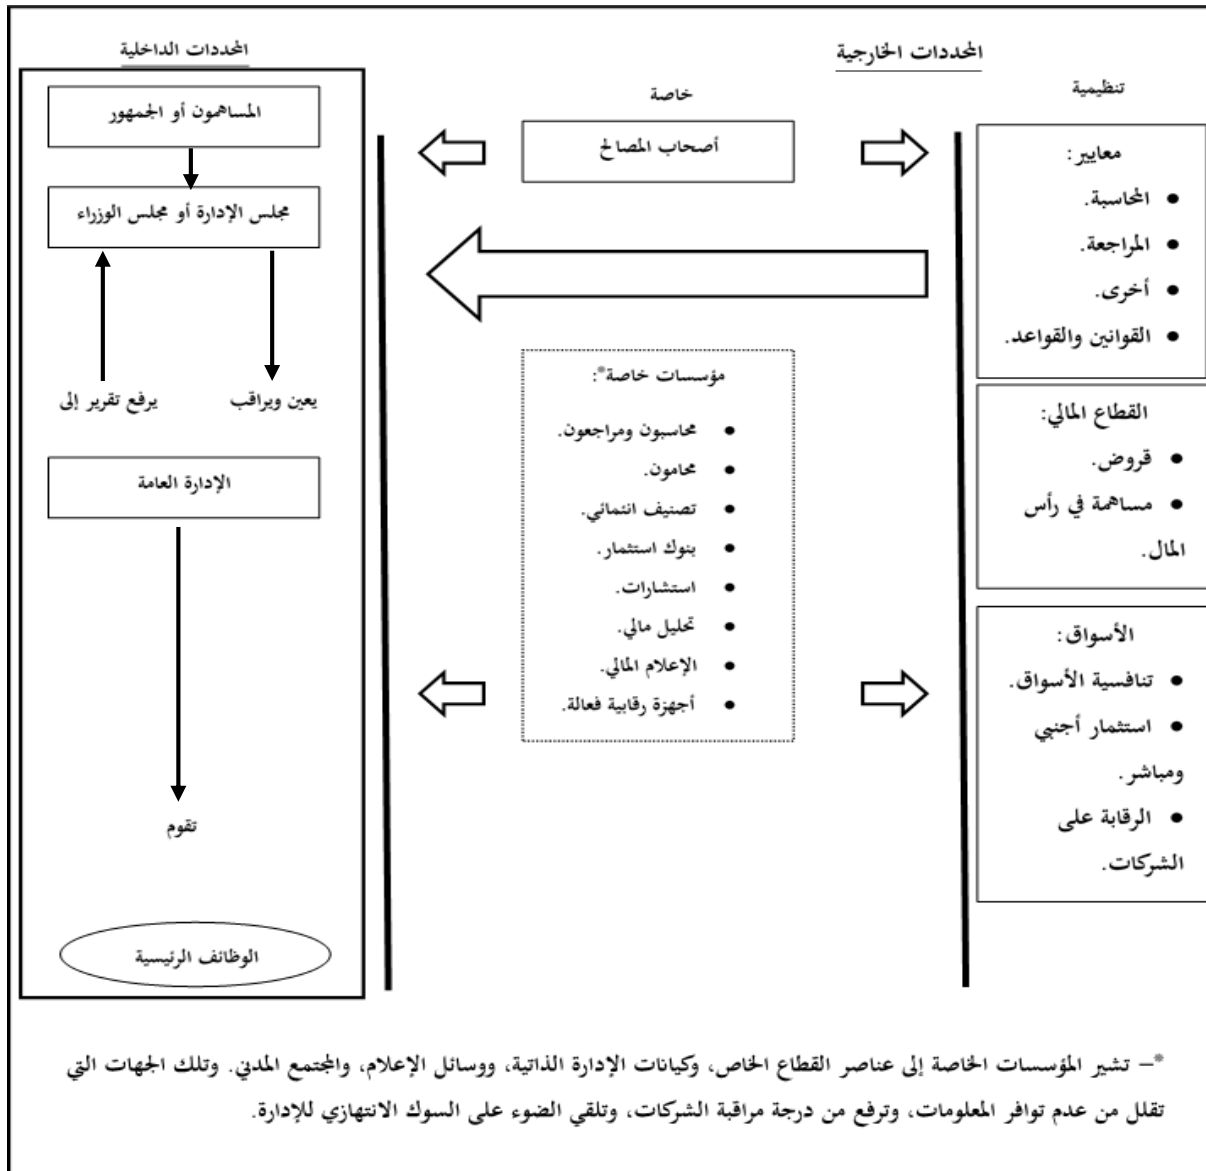 المحددات الخارجية
تنظيمية
معايير:
● المحاسبة.
● المراجعة.
● أخرى.
● القوانين والقواعد.
القطاع المالي:
● قروض.
● مساهمة في رأس
المال.
الأسواق:
● تنافسية الأسواق.
● استثمار أجنبي
ومباشر.
● الرقابة على
الشركات.
خاصة
أصحاب المصالح
مؤسسات خاصة*:
● محاسبون ومراجعون.
● محامون.
● تصنيف ائتمائي.
● بنوك استثمار.
● استشارات.
● تحليل مالي.
● الإعلام المالي.
● أجهزة رقابية فعالة.
المحددات الداخلية
المساهمون أو الجمهور
مجلس الإدارة أو مجلس الوزراء
يعين ويراقب
يرفع تقرير إلى
الإدارة العامة
تقوم
الوظائف الرئيسية
*– تشير المؤسسات الخاصة إلى عناصر القطاع الخاص، وكيانات الإدارة الذاتية، ووسائل الإعلام، والمجتمع المدني. وتلك الجهات التي
تقلل من عدم توافر المعلومات، وترفع من درجة مراقبة الشركات، وتلقي الضوء على السوك الانتهازي للإدارة.